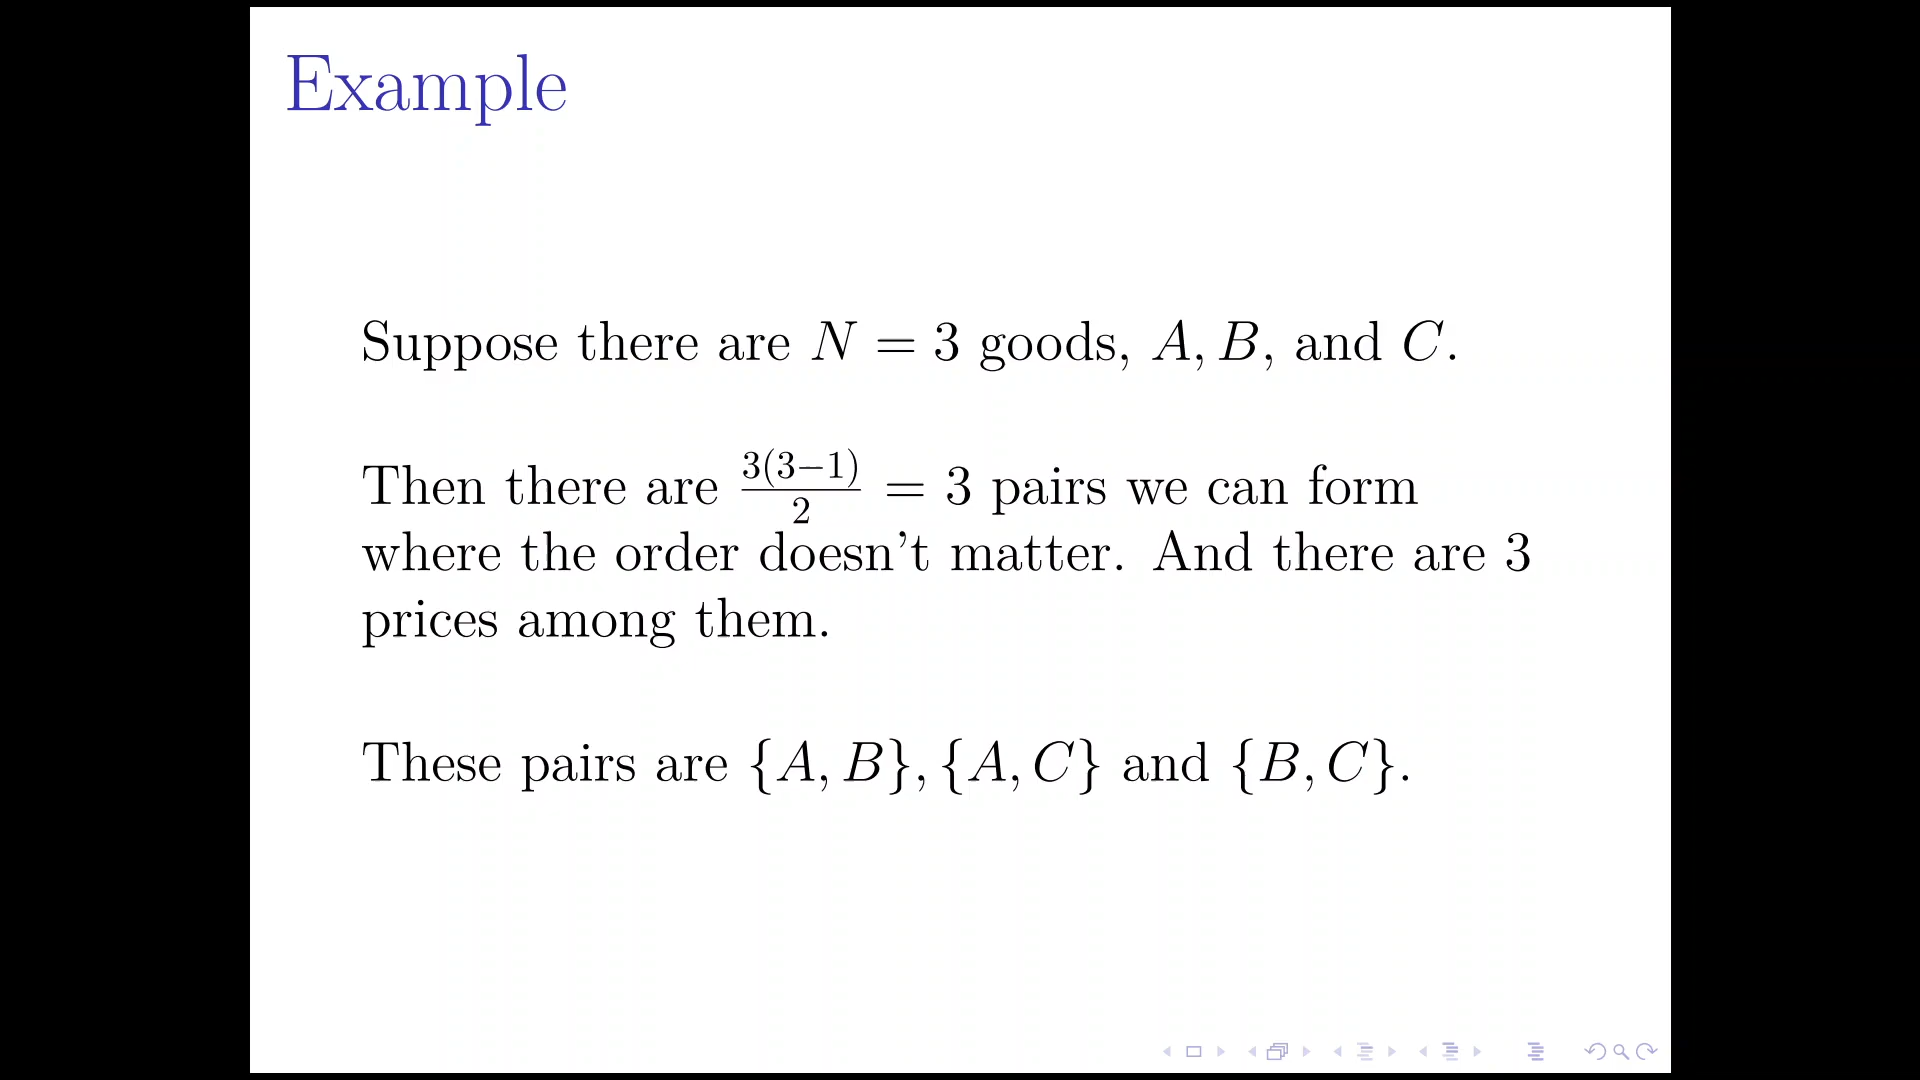 Example
Suppose there are N = 3 goods, A, B, and C.
Then there are 3(3−1)/2 = 3 pairs we can form
where the order doesn't matter. And there are 3
prices among them.
These pairs are {A, B}, {A, C} and {B, C}.